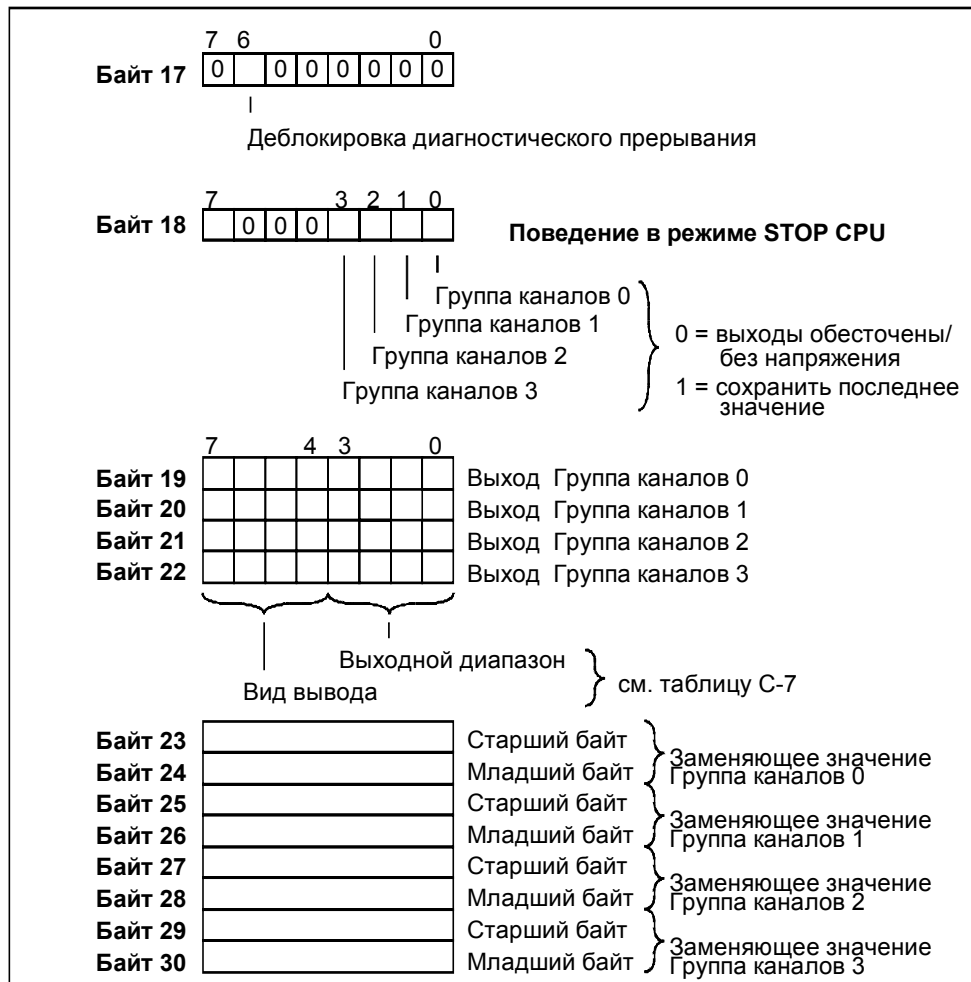 7 6 0
Байт 17 0 0 0 0 0 0 0
Деблокировка диагностического прерывания
7 3 2 1 0
Байт 18 0 0 0
Поведение в режиме STOP CPU
Группа каналов 0
Группа каналов 1
Группа каналов 2
Группа каналов 3
0 = выходы обесточены/
без напряжения
1 = сохранить последнее
значение
7 4 3 0
Байт 19 Выход Группа каналов 0
Байт 20 Выход Группа каналов 1
Байт 21 Выход Группа каналов 2
Байт 22 Выход Группа каналов 3
Выходной диапазон
Вид вывода
см. таблицу С-7
Байт 23 Старший байт
Байт 24 Младший байт
Заменяющее значение
Группа каналов 0
Байт 25 Старший байт
Байт 26 Младший байт
Заменяющее значение
Группа каналов 1
Байт 27 Старший байт
Байт 28 Младший байт
Заменяющее значение
Группа каналов 2
Байт 29 Старший байт
Байт 30 Младший байт
Заменяющее значение
Группа каналов 3